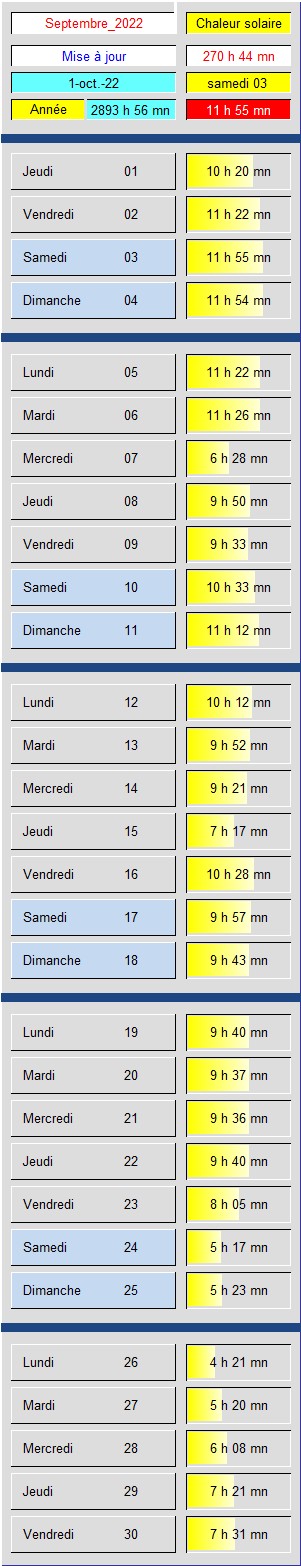 Septembre_2022 Chaleur solaire
Mise à jour 270 h 44 mn
1-oct.-22 samedi 03
Année 2893 h 56 mn 11 h 55 mn
Jeudi 01 10 h 20 mn
Vendredi 02 11 h 22 mn
Samedi 03 11 h 55 mn
Dimanche 04 11 h 54 mn
Lundi 05 11 h 22 mn
Mardi 06 11 h 26 mn
Mercredi 07 6 h 28 mn
Jeudi 08 9 h 50 mn
Vendredi 09 9 h 33 mn
Samedi 10 10 h 33 mn
Dimanche 11 11 h 12 mn
Lundi 12 10 h 12 mn
Mardi 13 9 h 52 mn
Mercredi 14 9 h 21 mn
Jeudi 15 7 h 17 mn
Vendredi 16 10 h 28 mn
Samedi 17 9 h 57 mn
Dimanche 18 9 h 43 mn
Lundi 19 9 h 40 mn
Mardi 20 9 h 37 mn
Mercredi 21 9 h 36 mn
Jeudi 22 9 h 40 mn
Vendredi 23 8 h 05 mn
Samedi 24 5 h 17 mn
Dimanche 25 5 h 23 mn
Lundi 26 4 h 21 mn
Mardi 27 5 h 20 mn
Mercredi 28 6 h 08 mn
Jeudi 29 7 h 21 mn
Vendredi 30 7 h 31 mn